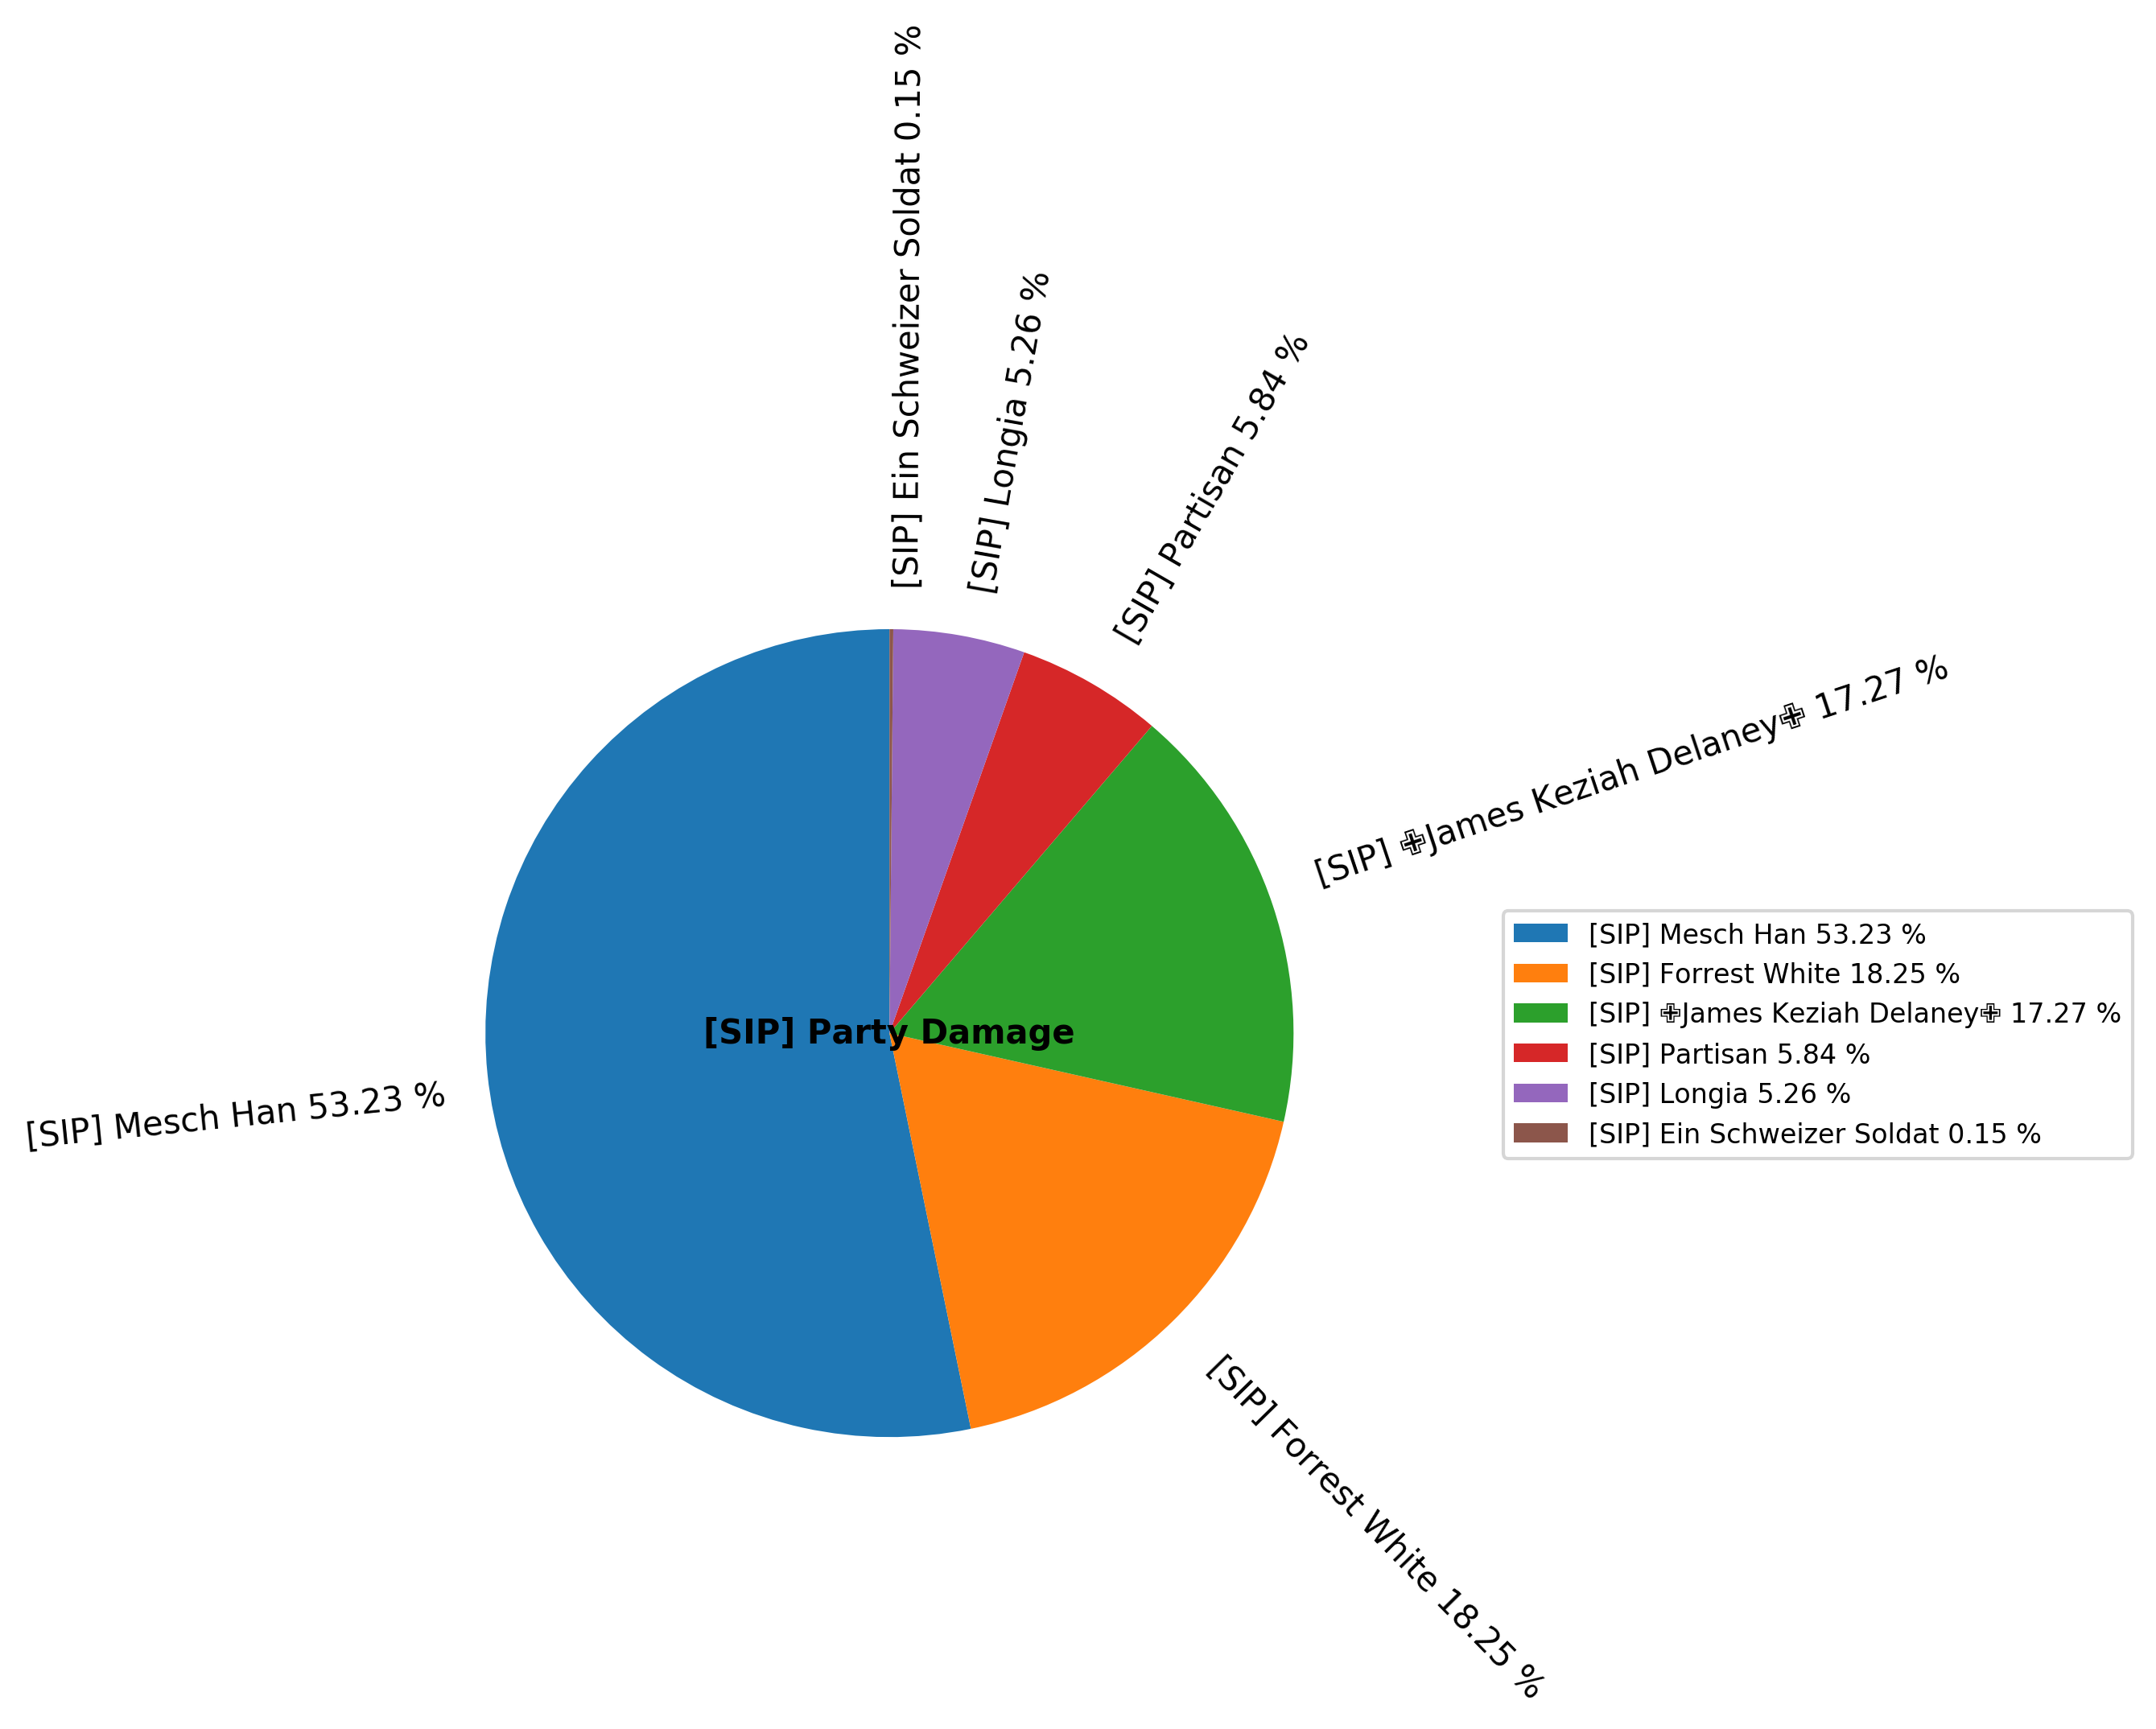 [SIP] Ein Schweizer Soldat 0.15 %
[SIP] Longia 5.26 %
[SIP] Partisan 5.84 %
[SIP] ✙James Keziah Delaney✙ 17.27 %
[SIP] Party Damage
[SIP] Mesch Han 53.23 %
[SIP] Forrest White 18.25 %
[SIP] Mesch Han 53.23 %
[SIP] Forrest White 18.25 %
[SIP] ✙James Keziah Delaney✙ 17.27 %
[SIP] Partisan 5.84 %
[SIP] Longia 5.26 %
[SIP] Ein Schweizer Soldat 0.15 %